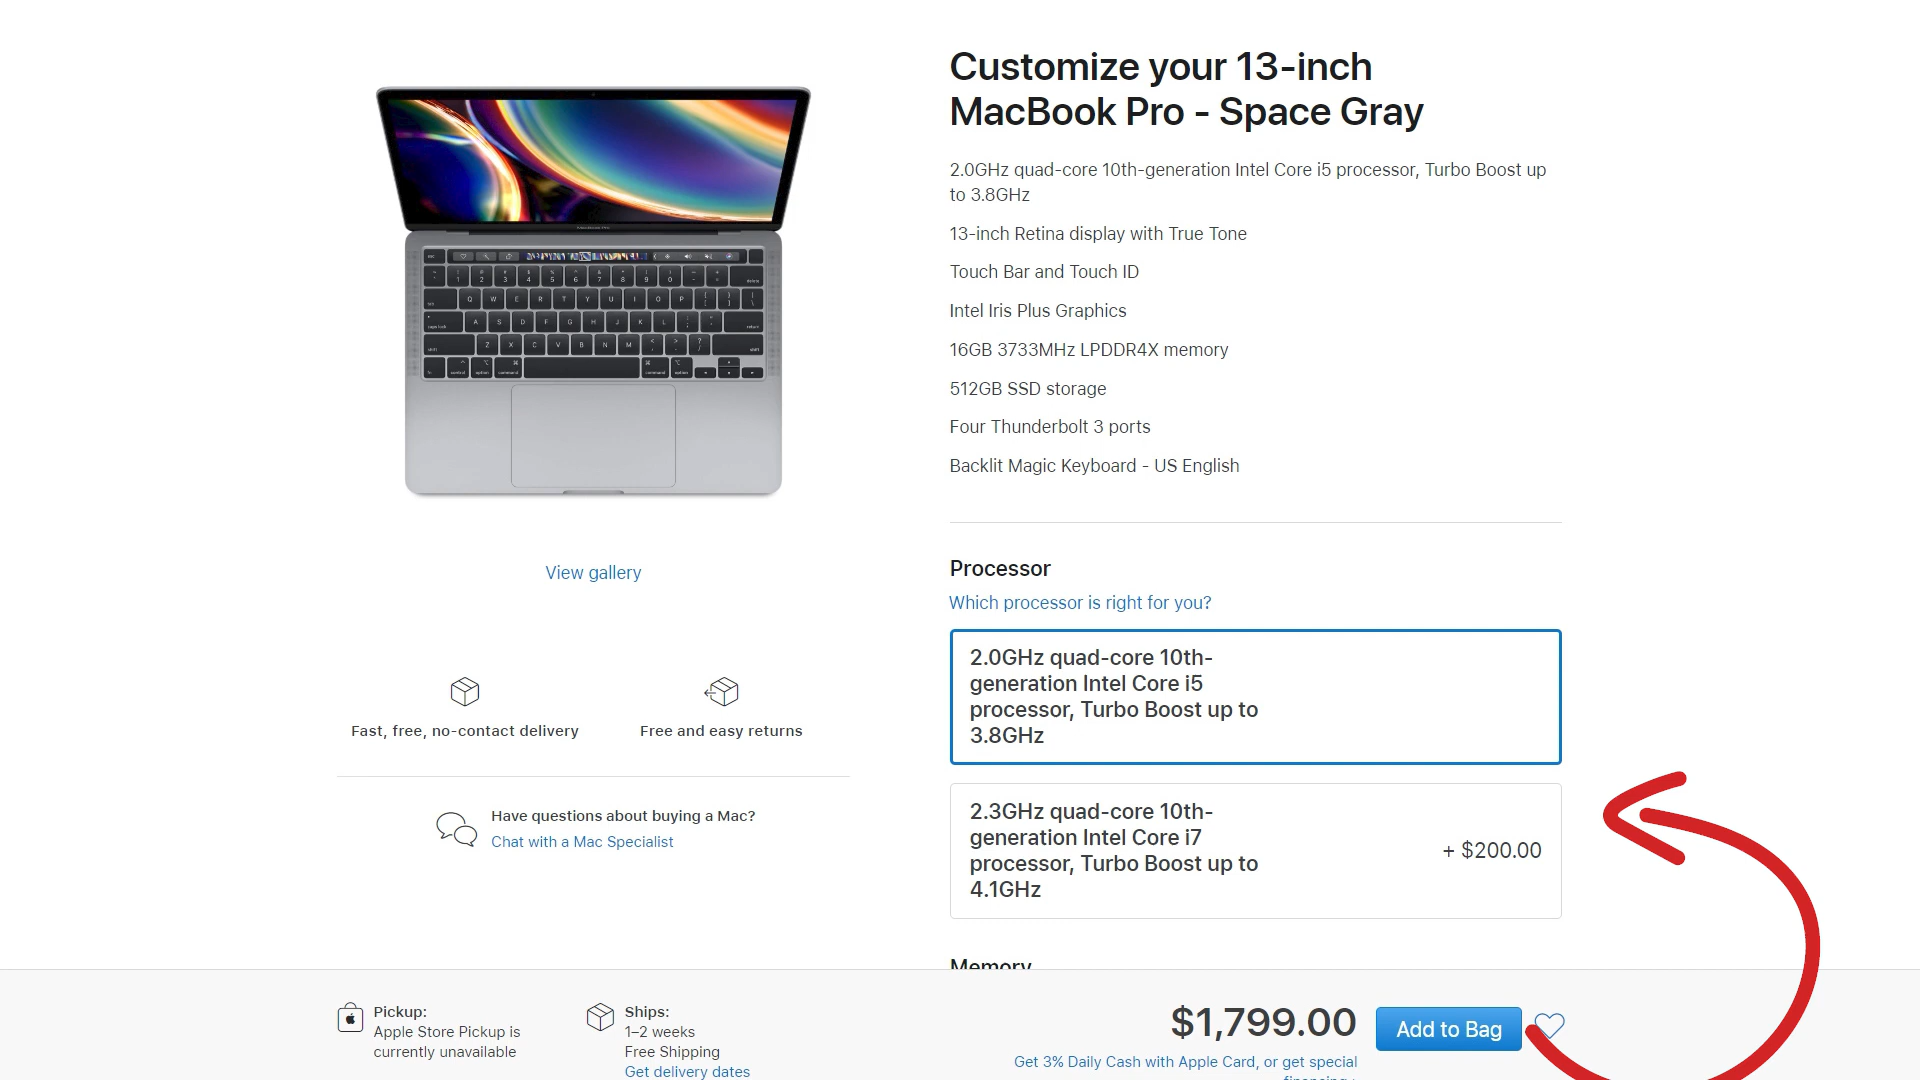 Customize your 13-inch
MacBook Pro - Space Gray
2.0GHz quad-core 10th-generation Intel Core i5 processor, Turbo Boost up
to 3.8GHz
13-inch Retina display with True Tone
Touch Bar and Touch ID
Intel Iris Plus Graphics
16GB 3733MHz LPDDR4X memory
512GB SSD storage
Four Thunderbolt 3 ports
Backlit Magic Keyboard - US English
View gallery
Fast, free, no-contact delivery
Free and easy returns
Have questions about buying a Mac?
Chat with a Mac Specialist
Processor
Which processor is right for you?
2.0GHz quad-core 10th-
generation Intel Core i5
processor, Turbo Boost up to
3.8GHz
2.3GHz quad-core 10th-
generation Intel Core i7
processor, Turbo Boost up to
4.1GHz
+ $200.00
Memory
Pickup:
Apple Store Pickup is
currently unavailable
Ships:
1–2 weeks
Free Shipping
Get delivery dates
$1,799.00
Add to Bag
Get 3% Daily Cash with Apple Card, or get special